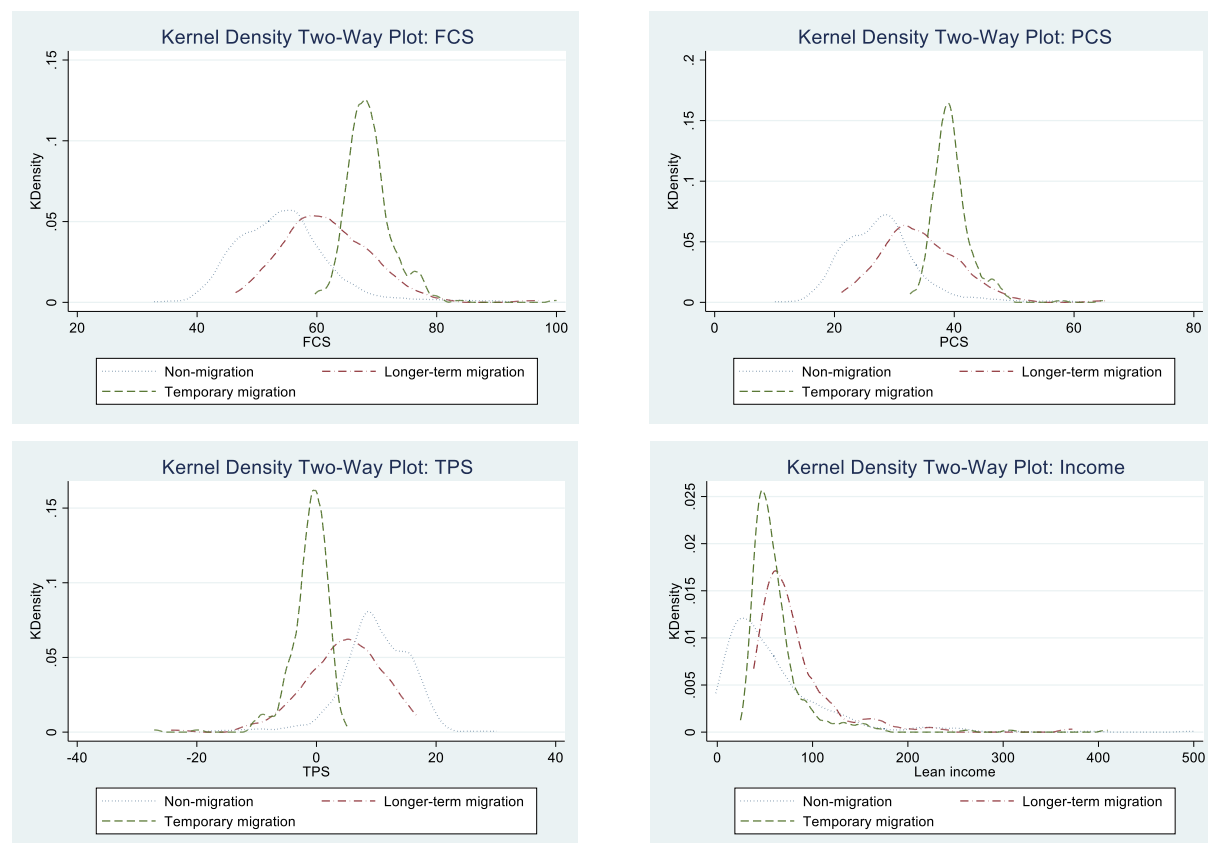 Kernel Density Two-Way Plot: FCS
.15
.1
.05
0
KDensity
20 40 60 80 100
FCS
Non-migration Longer-term migration
Temporary migration
Kernel Density Two-Way Plot: PCS
.2
.15
.1
.05
0
KDensity
0 20 40 60 80
PCS
Non-migration Longer-term migration
Temporary migration
Kernel Density Two-Way Plot: TPS
.15
.1
.05
0
KDensity
-40 -20 0 20 40
TPS
Non-migration Longer-term migration
Temporary migration
Kernel Density Two-Way Plot: Income
.025
.02
.015
.01
.005
0
KDensity
0 100 200 300 400 500
Lean income
Non-migration Longer-term migration
Temporary migration